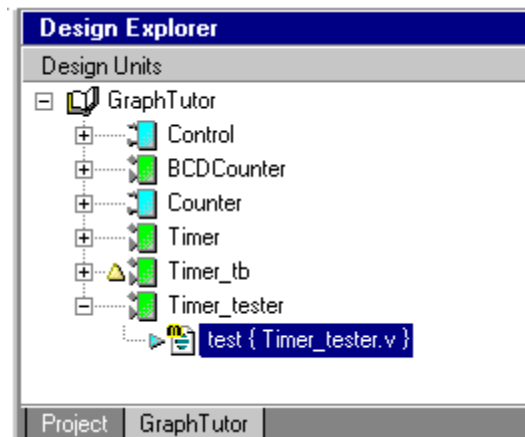 Design Explorer
Design Units
GraphTutor
Control
BCDCounter
Counter
Timer
Timer_tb
Timer_tester
test { Timer_tester.v }
Project GraphTutor